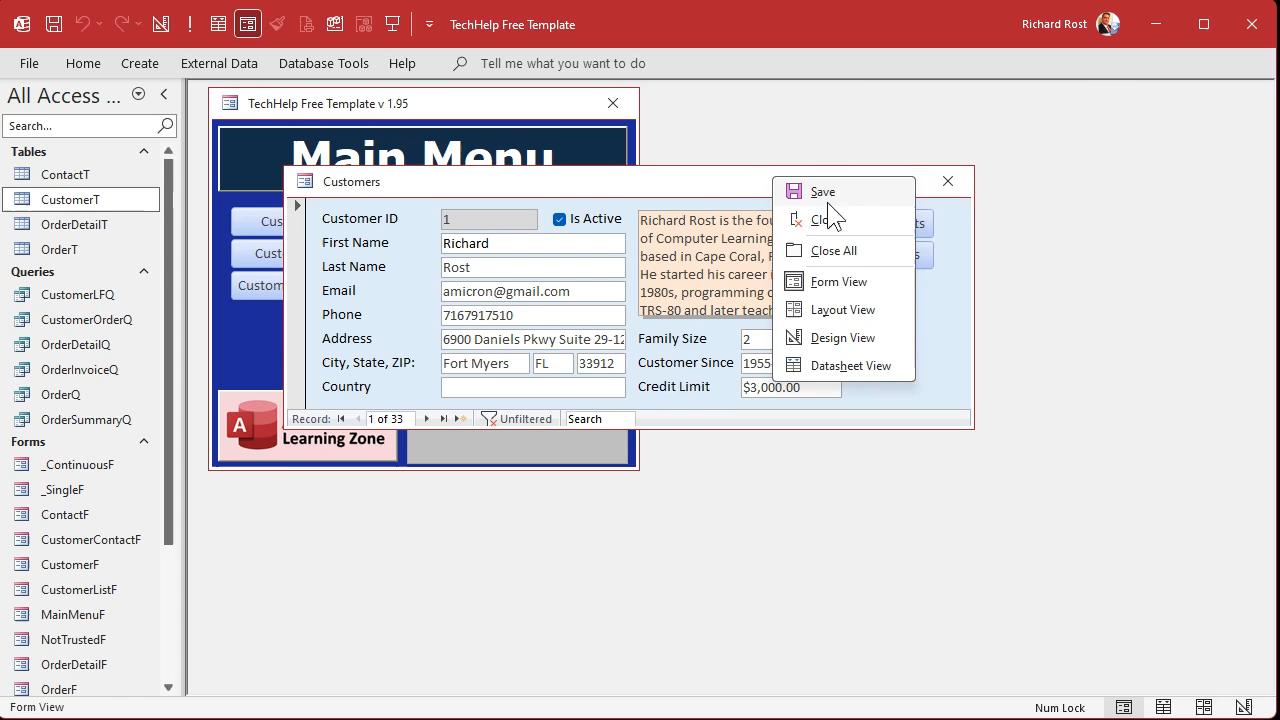 TechHelp Free Template
Richard Rost
File
Home
Create
External Data
Database Tools
Help
Tell me what you want to do
All Access ...
Search...
Tables
ContactT
CustomerT
OrderDetailT
OrderT
Queries
CustomerLFQ
CustomerOrderQ
OrderDetailQ
OrderInvoiceQ
OrderQ
OrderSummaryQ
Forms
_ContinuousF
_SingleF
ContactF
CustomerContactF
CustomerF
CustomerListF
MainMenuF
NotTrustedF
OrderDetailF
OrderF
TechHelp Free Template v 1.95
Main Menu
Custom
A
Learning Zone
Customers
Customer ID
1
Is Active
First Name
Richard
Last Name
Rost
Email
amicron@gmail.com
Phone
7167917510
Address
6900 Daniels Pkwy Suite 29-12
City, State, ZIP:
Fort Myers
FL
33912
Country
Richard Rost is the fou
of Computer Learning
based in Cape Coral, F
He started his career i
1980s, programming o
TRS-80 and later teach
Family Size
2
Customer Since
1955-
Credit Limit
$3,000.00
Record:
1 of 33
Unfiltered
Search
Save
Close All
Form View
Layout View
Design View
Datasheet View
Form View
Num Lock